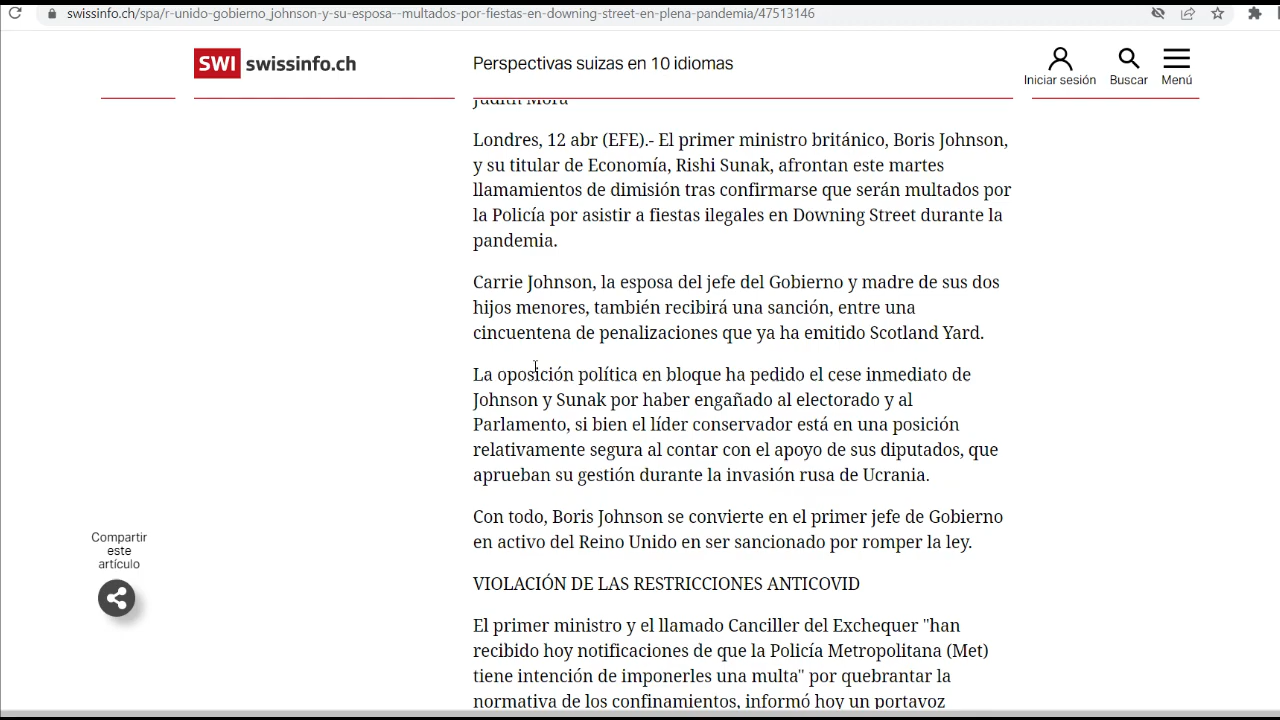 swissinfo.ch/spa/r-unido-gobierno_johnson-y-su-esposa--multados-por-fiestas-en-downing-street-en-plena-pandemia/47513146
SWI swissinfo.ch
Perspectivas suizas en 10 idiomas
Iniciar sesión
Buscar
Menú
Judith Mora
Londres, 12 abr (EFE).- El primer ministro británico, Boris Johnson,
y su titular de Economía, Rishi Sunak, afrontan este martes
llamamientos de dimisión tras confirmarse que serán multados por
la Policía por asistir a fiestas ilegales en Downing Street durante la
pandemia.
Carrie Johnson, la esposa del jefe del Gobierno y madre de sus dos
hijos menores, también recibirá una sanción, entre una
cincuentena de penalizaciones que ya ha emitido Scotland Yard.
La oposición política en bloque ha pedido el cese inmediato de
Johnson y Sunak por haber engañado al electorado y al
Parlamento, si bien el líder conservador está en una posición
relativamente segura al contar con el apoyo de sus diputados, que
aprueban su gestión durante la invasión rusa de Ucrania.
Con todo, Boris Johnson se convierte en el primer jefe de Gobierno
en activo del Reino Unido en ser sancionado por romper la ley.
VIOLACIÓN DE LAS RESTRICCIONES ANTICOVID
El primer ministro y el llamado Canciller del Exchequer "han
recibido hoy notificaciones de que la Policía Metropolitana (Met)
tiene intención de imponerles una multa" por quebrantar la
normativa de los confinamientos, informó hoy un portavoz
Compartir
este
artículo